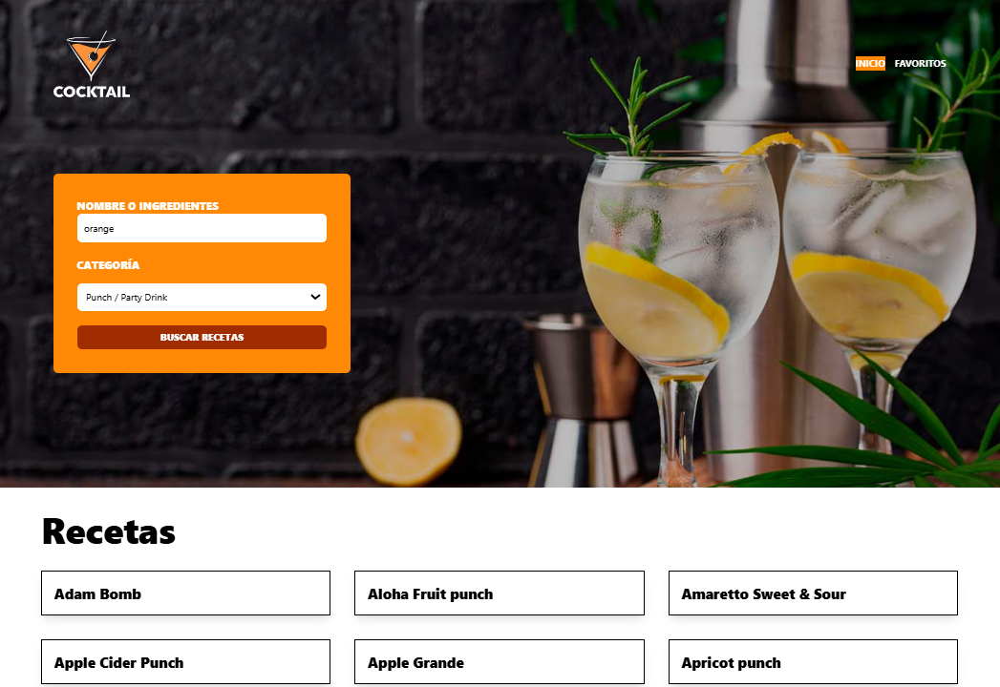 COCKTAIL
INICIO FAVORITOS
NOMBRE O INGREDIENTES
orange
CATEGORÍA
Punch / Party Drink
BUSCAR RECETAS
Recetas
Adam Bomb
Aloha Fruit punch
Amaretto Sweet & Sour
Apple Cider Punch
Apple Grande
Apricot punch